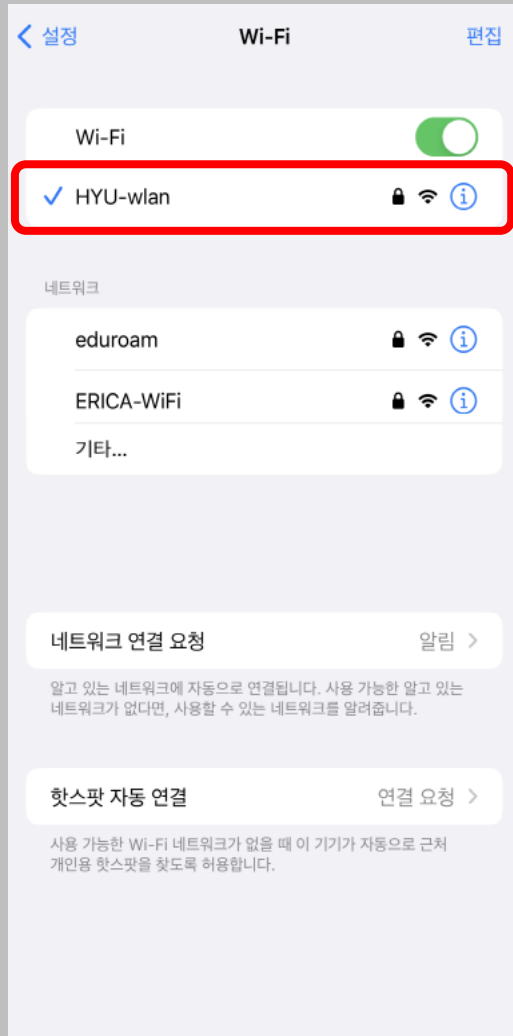 설정
Wi-Fi
편집
Wi-Fi
HYU-wlan
네트워크
eduroam
ERICA-WiFi
기타...
네트워크 연결 요청
알림
알고 있는 네트워크에 자동으로 연결됩니다. 사용 가능한 알고 있는
네트워크가 없다면, 사용할 수 있는 네트워크를 알려줍니다.
핫스팟 자동 연결
연결 요청
사용 가능한 Wi-Fi 네트워크가 없을 때 이 기기가 자동으로 근처
개인용 핫스팟을 찾도록 허용합니다.